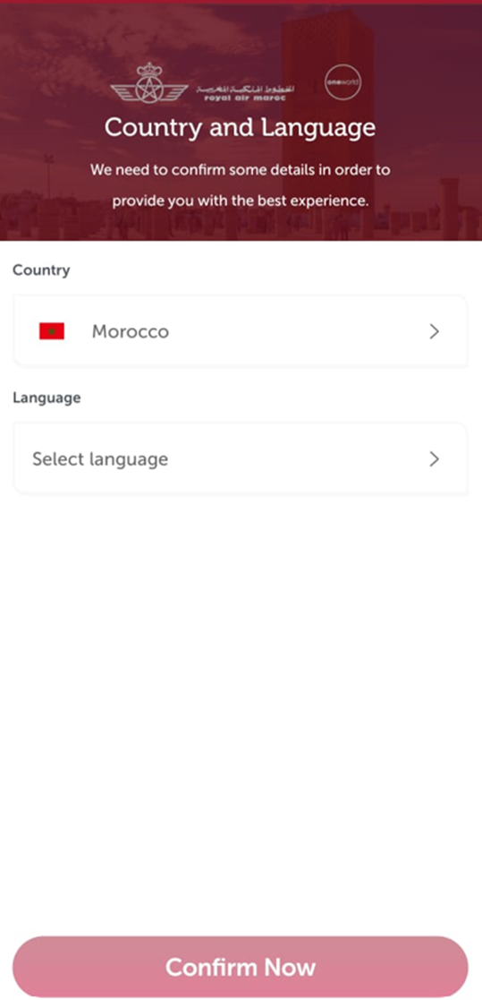 الخطوط الملكية المغربية
royal air maroc
oneworld
Country and Language
We need to confirm some details in order to
provide you with the best experience.
Country
Morocco
Language
Select language
Confirm Now